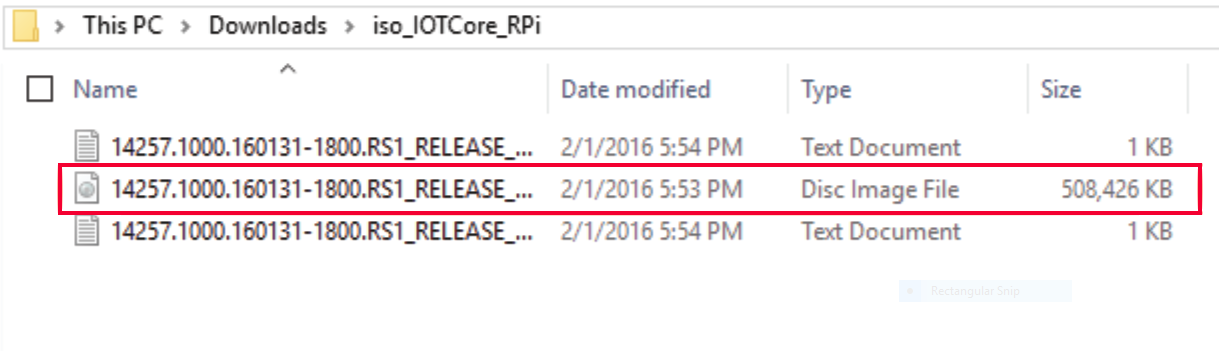 This PC > Downloads > iso_IOTCore_RPi
Name Date modified Type Size
14257.1000.160131-1800.RS1_RELEASE_... 2/1/2016 5:54 PM Text Document 1 KB
14257.1000.160131-1800.RS1_RELEASE_... 2/1/2016 5:53 PM Disc Image File 508,426 KB
14257.1000.160131-1800.RS1_RELEASE_... 2/1/2016 5:54 PM Text Document 1 KB
Rectangular Snip